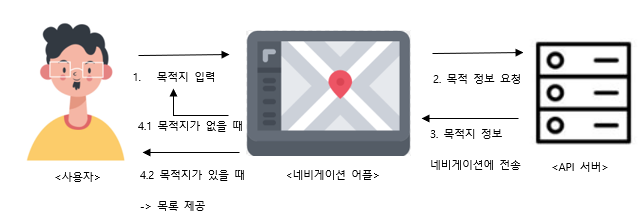 1. 목적지 입력
2. 목적 정보 요청
4.1 목적지가 없을 때
3. 목적지 정보
네비게이션에 전송
4.2 목적지가 있을 때
-> 목록 제공
<사용자>
<네비게이션 어플>
<API 서버>